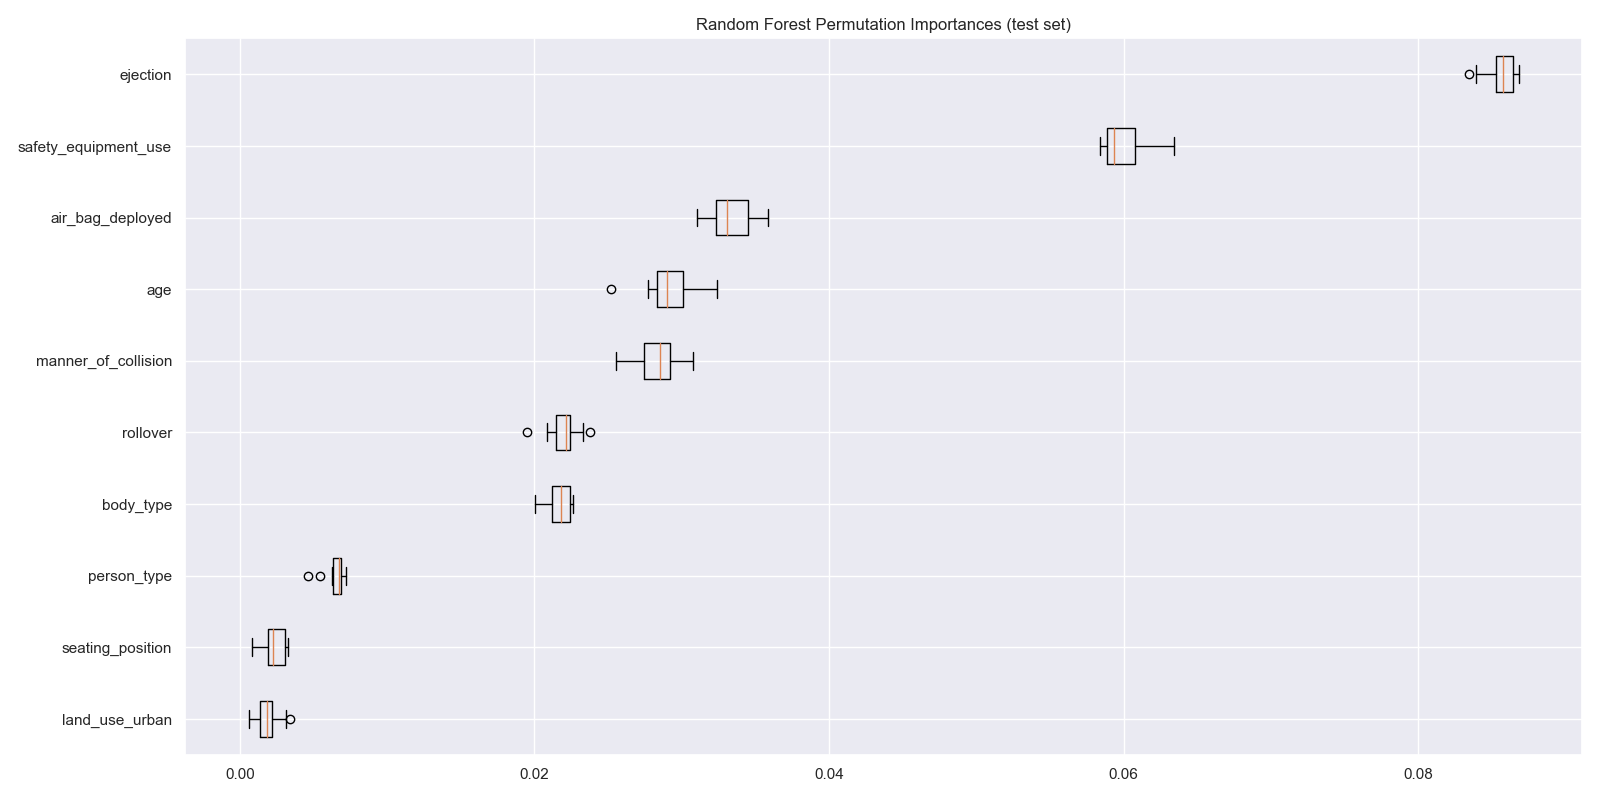 Random Forest Permutation Importances (test set)
ejection
safety_equipment_use
air_bag_deployed
age
manner_of_collision
rollover
body_type
person_type
seating_position
land_use_urban
0.00 0.02 0.04 0.06 0.08